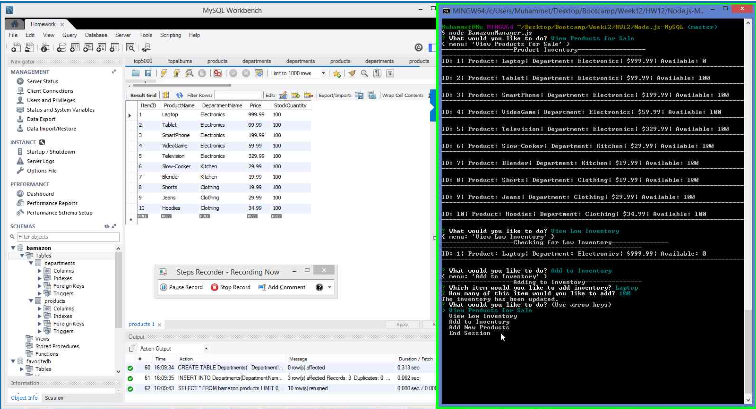 MySQL Workbench
Homework
File Edit View Query Database Server Tools Scripting Help
Navigator
MANAGEMENT
Server Status
Client Connections
Users and Privileges
Status and System Variables
Data Export
Data Import/Restore
INSTANCE
Startup / Shutdown
Server Logs
Options File
PERFORMANCE
Dashboard
Performance Reports
Performance Schema Setup
SCHEMAS
Filter objects
bamazon
Tables
departments
Columns
Indexes
Foreign Keys
Triggers
products
Columns
Indexes
Foreign Keys
Triggers
Views
Stored Procedures
Functions
favoritedb
Tables
Information
Object Info Session
top5000 topalbums products departments products departments
Limit to 1000 rows
Result Grid Filter Rows: Edit: Export/Import: Wrap Cell Content:
ItemID ProductName DepartmentName Price StockQuantity
1 Laptop Electronics 999.99 100
2 Tablet Electronics 99.99 100
3 SmartPhone Electronics 199.99 100
4 VideoGame Electronics 59.99 100
5 Television Electronics 329.99 100
6 Slow-Cooker Kitchen 29.99 100
7 Blender Kitchen 19.99 100
8 Shorts Clothing 19.99 100
9 Jeans Clothing 29.99 100
10 Hoodies Clothing 34.99 100
Steps Recorder - Recording Now
Pause Record Stop Record Add Comment
products 1
Apply
Output
Action Output
# Time Action Message Duration / Fetch
60 16:09:34 CREATE TABLE Departments( DepartmentI... 0 row(s) affected 0.313 sec
61 16:09:35 INSERT INTO Departments(DepartmentNam... 3 row(s) affected Records: 3 Duplicates: 0 ... 0.002 sec
62 16:09:43 SELECT * FROM bamazon.products LIMIT 0, ... 10 row(s) returned
MINGW64:/c/Users/Muhammet/Desktop/Bootcamp/Week12/HW12/Node.js-MySQL
MINGW64 ~/Desktop/Bootcamp/Week12/HW12/Node.js-MySQL (master)
$ node BamazonManager.js
? What would you like to do? View Products for Sale
{ menu: 'View Products for Sale' }
Product Inventory
ID: 1| Product: Laptop| Department: Electronics| $999.99| Available: 0
ID: 2| Product: Tablet| Department: Electronics| $99.99| Available: 100
ID: 3| Product: SmartPhone| Department: Electronics| $199.99| Available: 100
ID: 4| Product: VideoGame| Department: Electronics| $59.99| Available: 100
ID: 5| Product: Television| Department: Electronics| $329.99| Available: 100
ID: 6| Product: Slow-Cooker| Department: Kitchen| $29.99| Available: 100
ID: 7| Product: Blender| Department: Kitchen| $19.99| Available: 100
ID: 8| Product: Shorts| Department: Clothing| $19.99| Available: 100
ID: 9| Product: Jeans| Department: Clothing| $29.99| Available: 100
ID: 10| Product: Hoodies| Department: Clothing| $34.99| Available: 100
? What would you like to do? View Low Inventory
{ menu: 'View Low Inventory' }
Checking for Low Inventory
ID: 1| Product: Laptop| Department: Electronics| $999.99| Available: 0
? What would you like to do? Add to Inventory
{ menu: 'Add to Inventory' }
Adding to Inventory
? Which item would you like to add inventory? Laptop
? How many of this item would you like to add? 100
The inventory has been updated.
? What would you like to do? (Use arrow keys)
> View Products for Sale
View Low Inventory
Add to Inventory
Add New Products
End Section